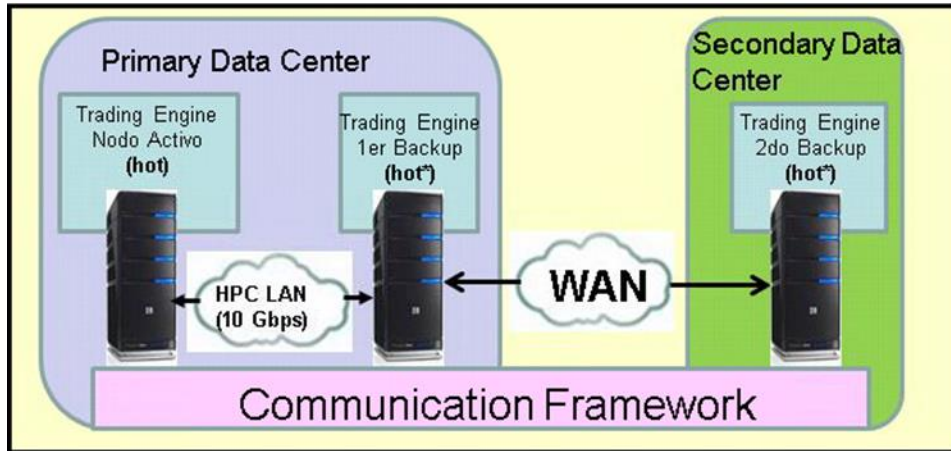 Primary Data Center
Trading Engine
Nodo Activo
(hot)
Trading Engine
1er Backup
(hot*)
HPC LAN
(10 Gbps)
WAN
Secondary Data
Center
Trading Engine
2do Backup
(hot*)
Communication Framework